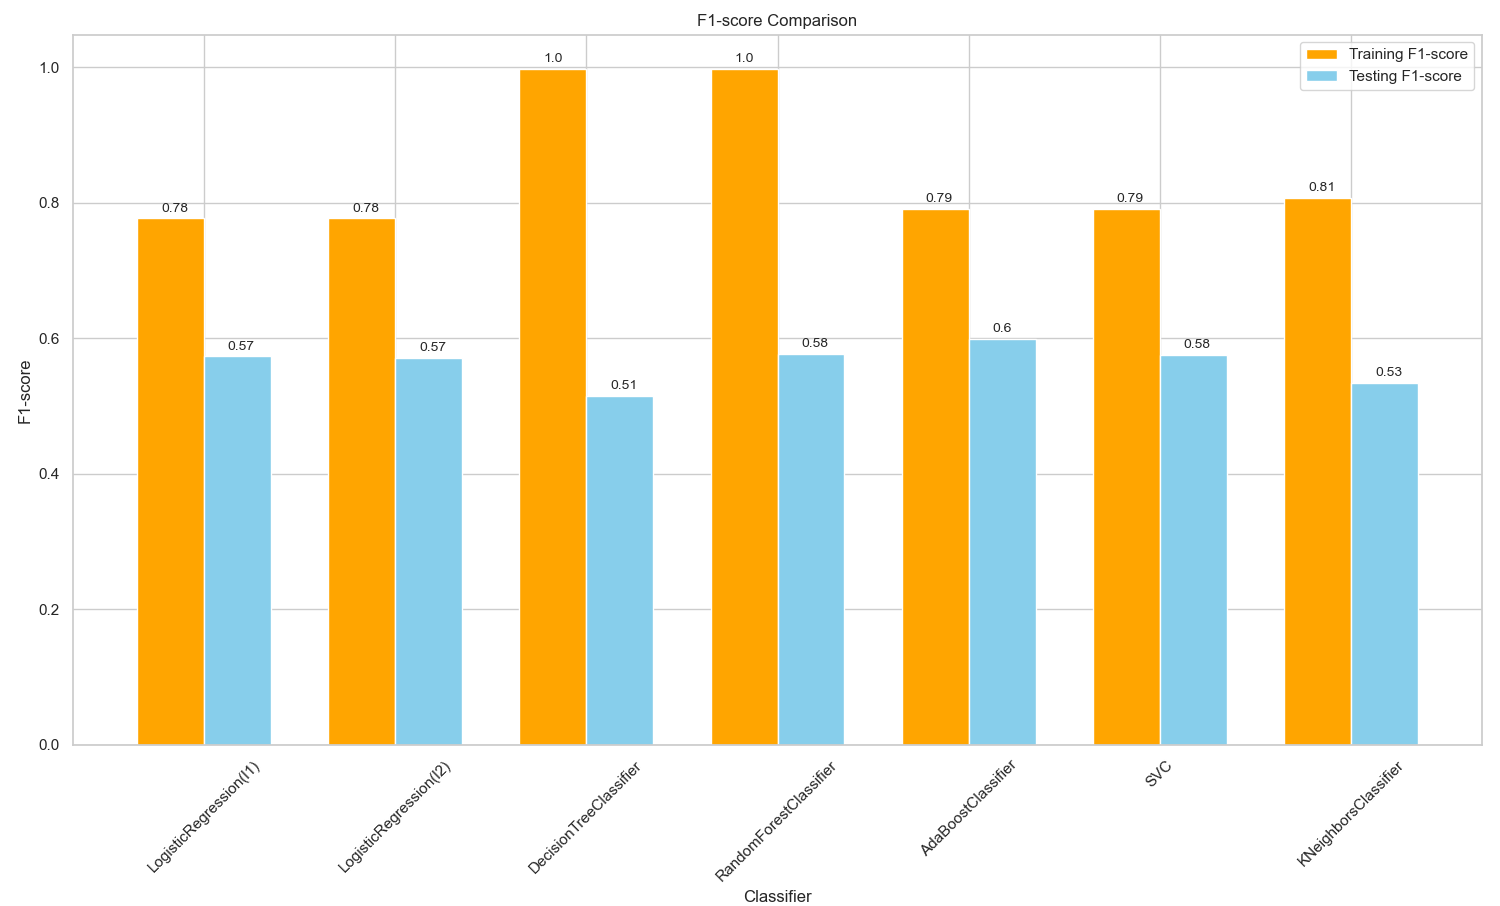 F1-score Comparison
Training F1-score
Testing F1-score
F1-score
1.0
0.8
0.6
0.4
0.2
0.0
0.78
0.57
0.78
0.57
1.0
0.51
1.0
0.58
0.79
0.6
0.79
0.58
0.81
0.53
LogisticRegression(l1)
LogisticRegression(l2)
DecisionTreeClassifier
RandomForestClassifier
AdaBoostClassifier
SVC
KNeighborsClassifier
Classifier